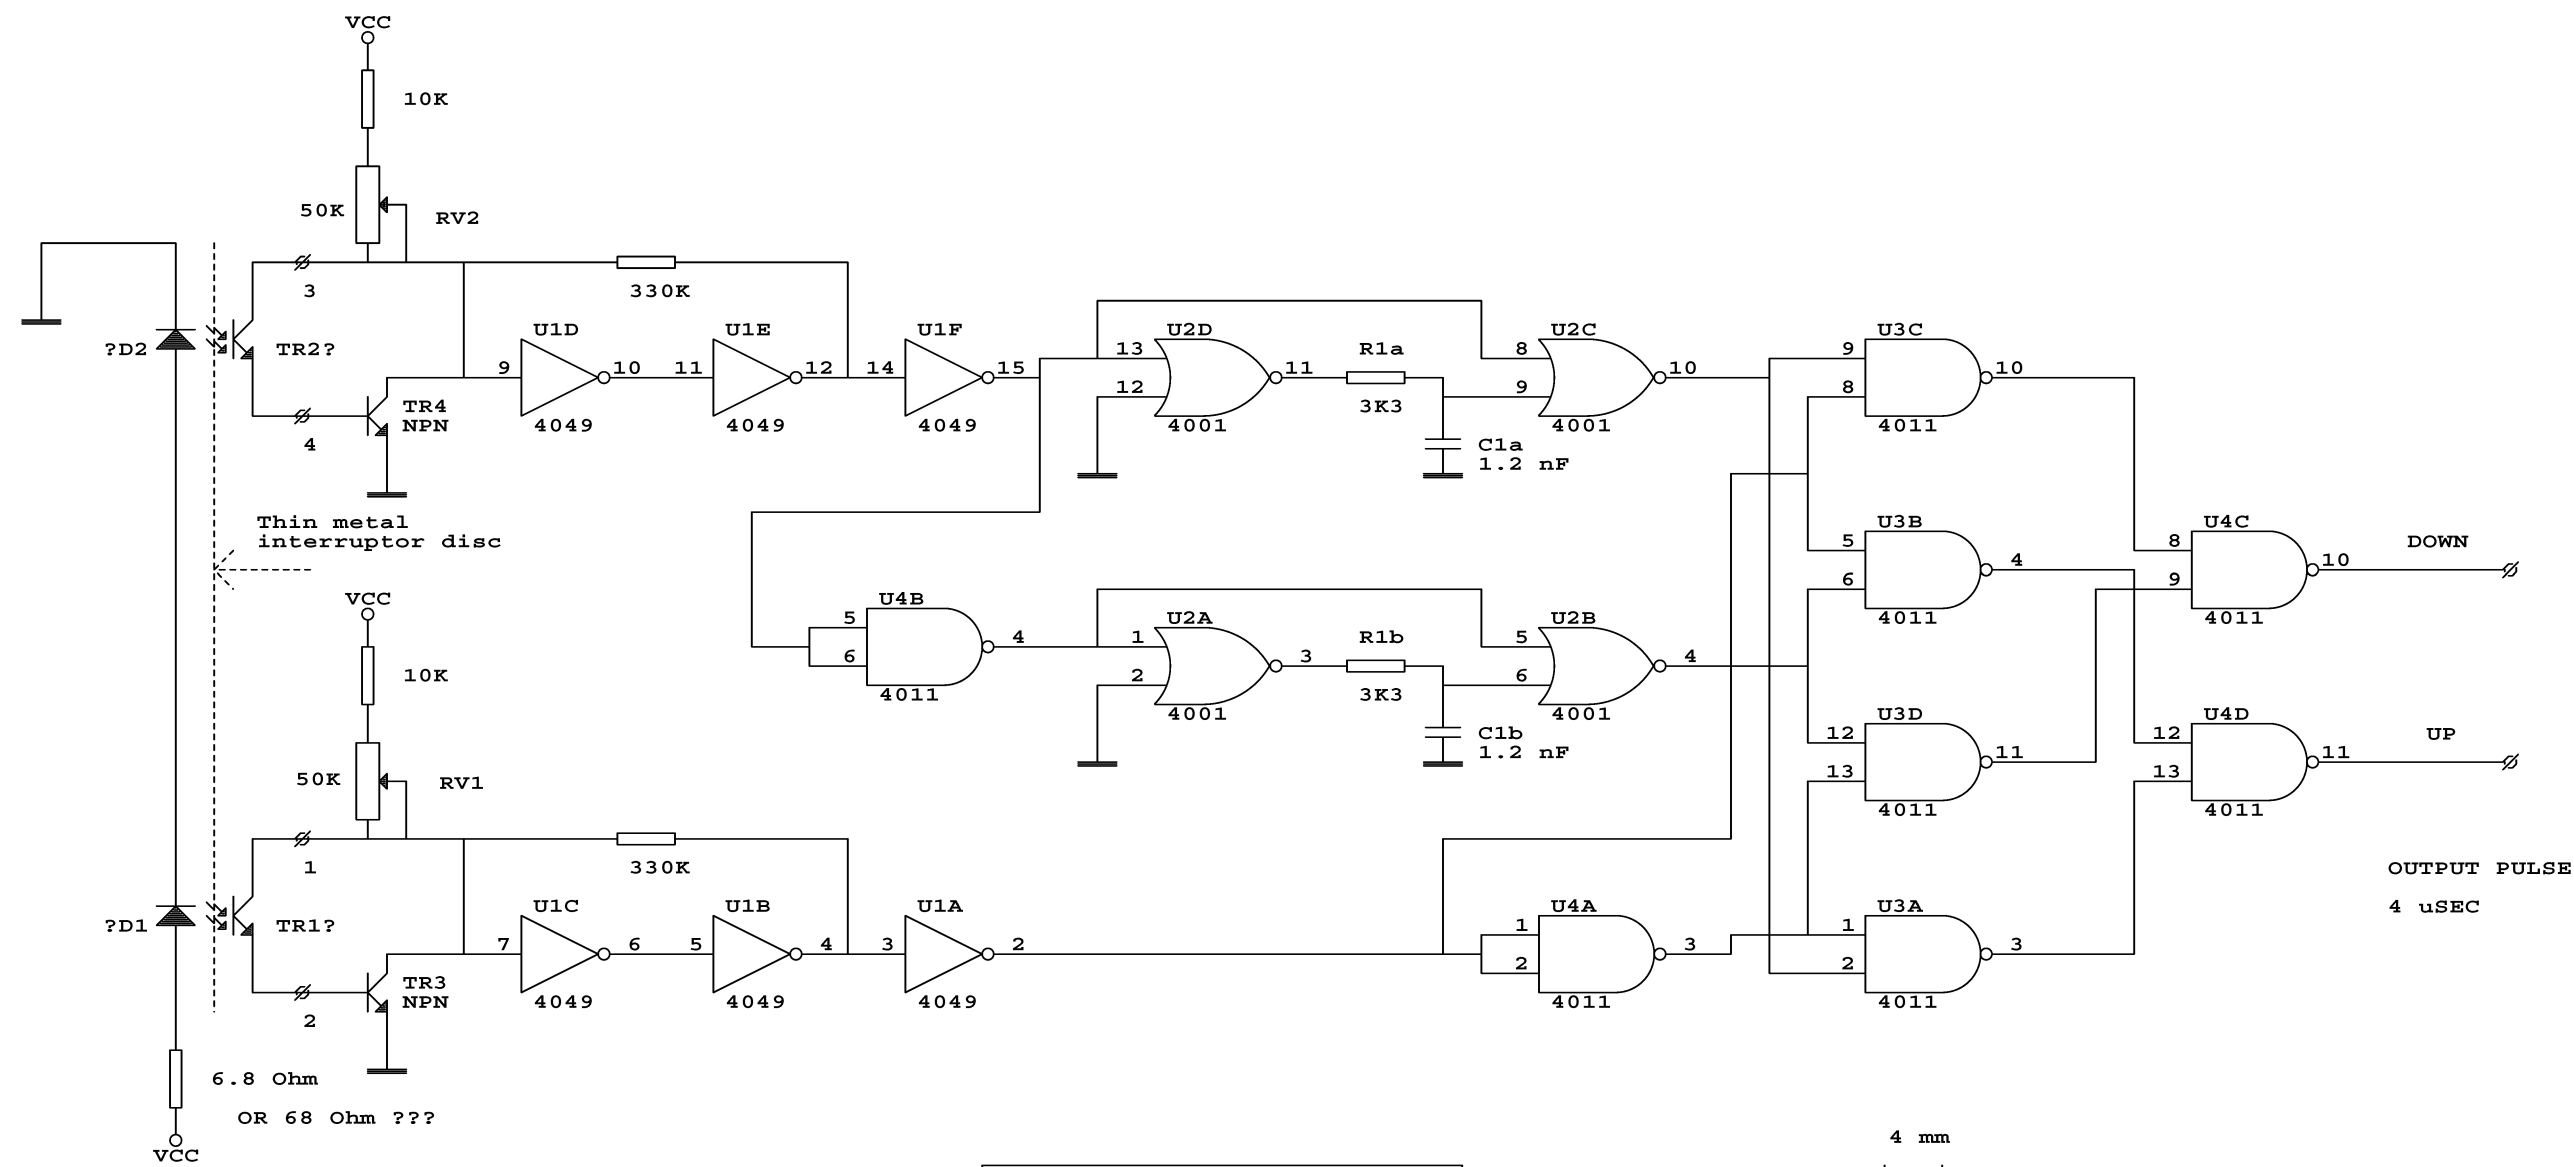 VCC
10K
50K
RV2
3
330K
?D2
TR2?
U1D
9
10
4049
U1E
11
12
4049
U1F
14
15
4049
TR4
NPN
4
U2D
13
12
11
4001
R1a
3K3
C1a
1.2 nF
U2C
8
9
10
4001
U3C
9
8
10
4011
Thin metal
interruptor disc
U3B
5
6
4
4011
U4C
8
9
10
4011
DOWN
VCC
10K
50K
RV1
1
330K
U4B
5
6
4
4011
U2A
1
2
3
4001
R1b
3K3
C1b
1.2 nF
U2B
5
6
4
4001
U3D
12
13
11
4011
U4D
12
13
11
4011
UP
?D1
TR1?
U1C
7
6
4049
U1B
5
4
4049
U1A
3
2
4049
TR3
NPN
2
U4A
1
2
3
4011
U3A
1
2
3
4011
OUTPUT PULSE
4 uSEC
6.8 Ohm
OR 68 Ohm ???
VCC
4 mm